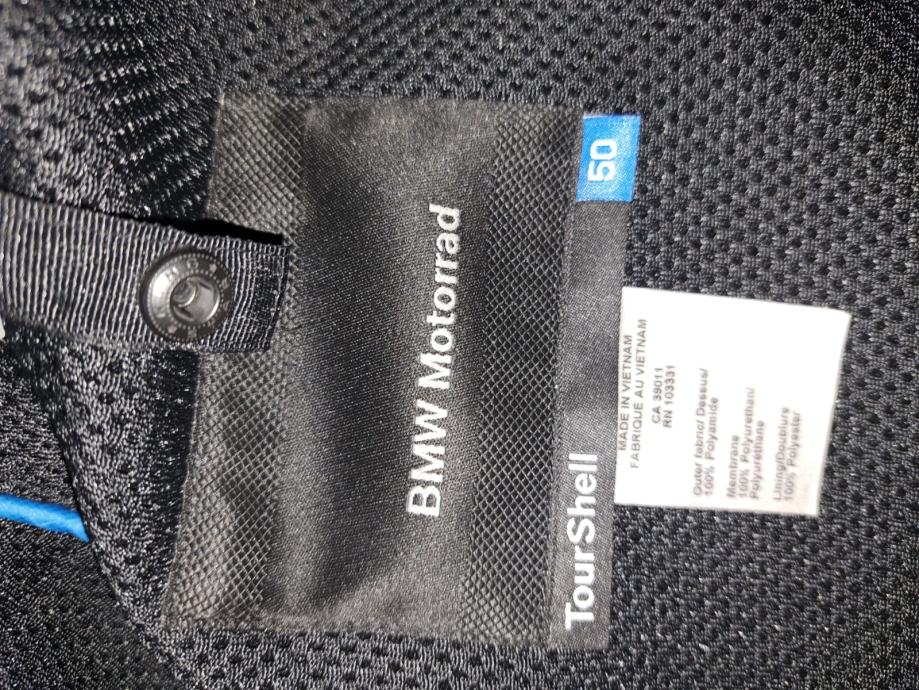 BMW Motorrad
TourShell
50
MADE IN VIETNAM
FABRIQUE AU VIETNAM
CA 39011
RN 103331
Outer fabric/ Dessus/
100% Polyamide
Membrane
100% Polyurethan/
Polyurethane
Lining/Doublure
100% Polyester